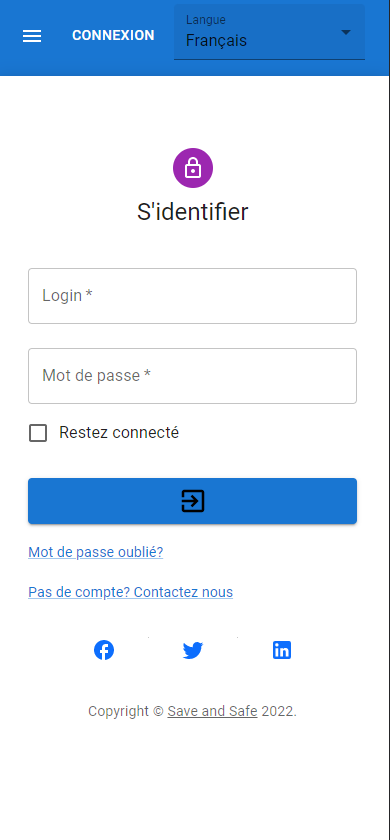 Langue
CONNEXION
Français
S'identifier
Login *
Mot de passe *
Restez connecté
Mot de passe oublié?
Pas de compte? Contactez nous
Copyright © Save and Safe 2022.